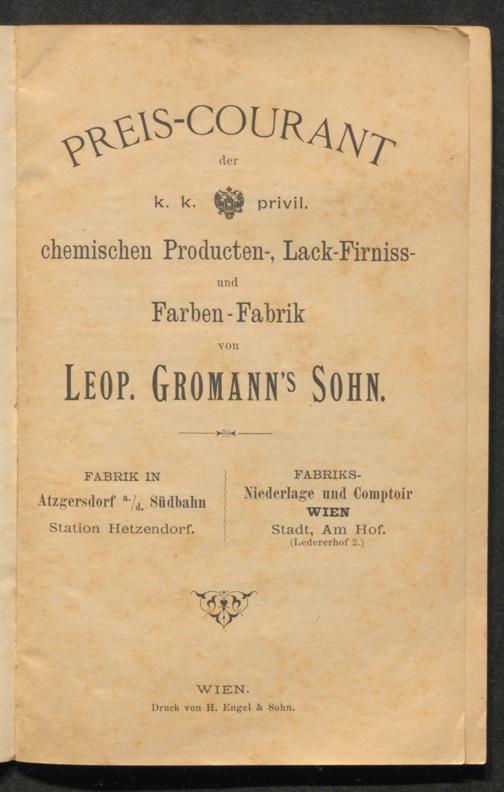 PREIS-COURANT
der
k. k. privil.
chemischen Producten-, Lack-Firniss-
und
Farben-Fabrik
von
LEOP. GROMANN'S SOHN.
FABRIK IN
Atzgersdorf a./d. Südbahn
Station Hetzendorf.
FABRIKS-
Niederlage und Comptoir
WIEN
Stadt, Am Hof.
(Ledererhof 2.)
WIEN.
Druck von H. Engel & Sohn.